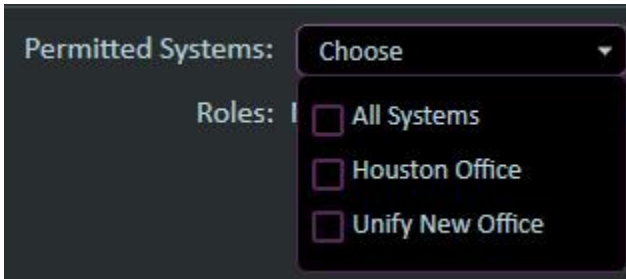 Permitted Systems: Choose
Roles:
All Systems
Houston Office
Unify New Office